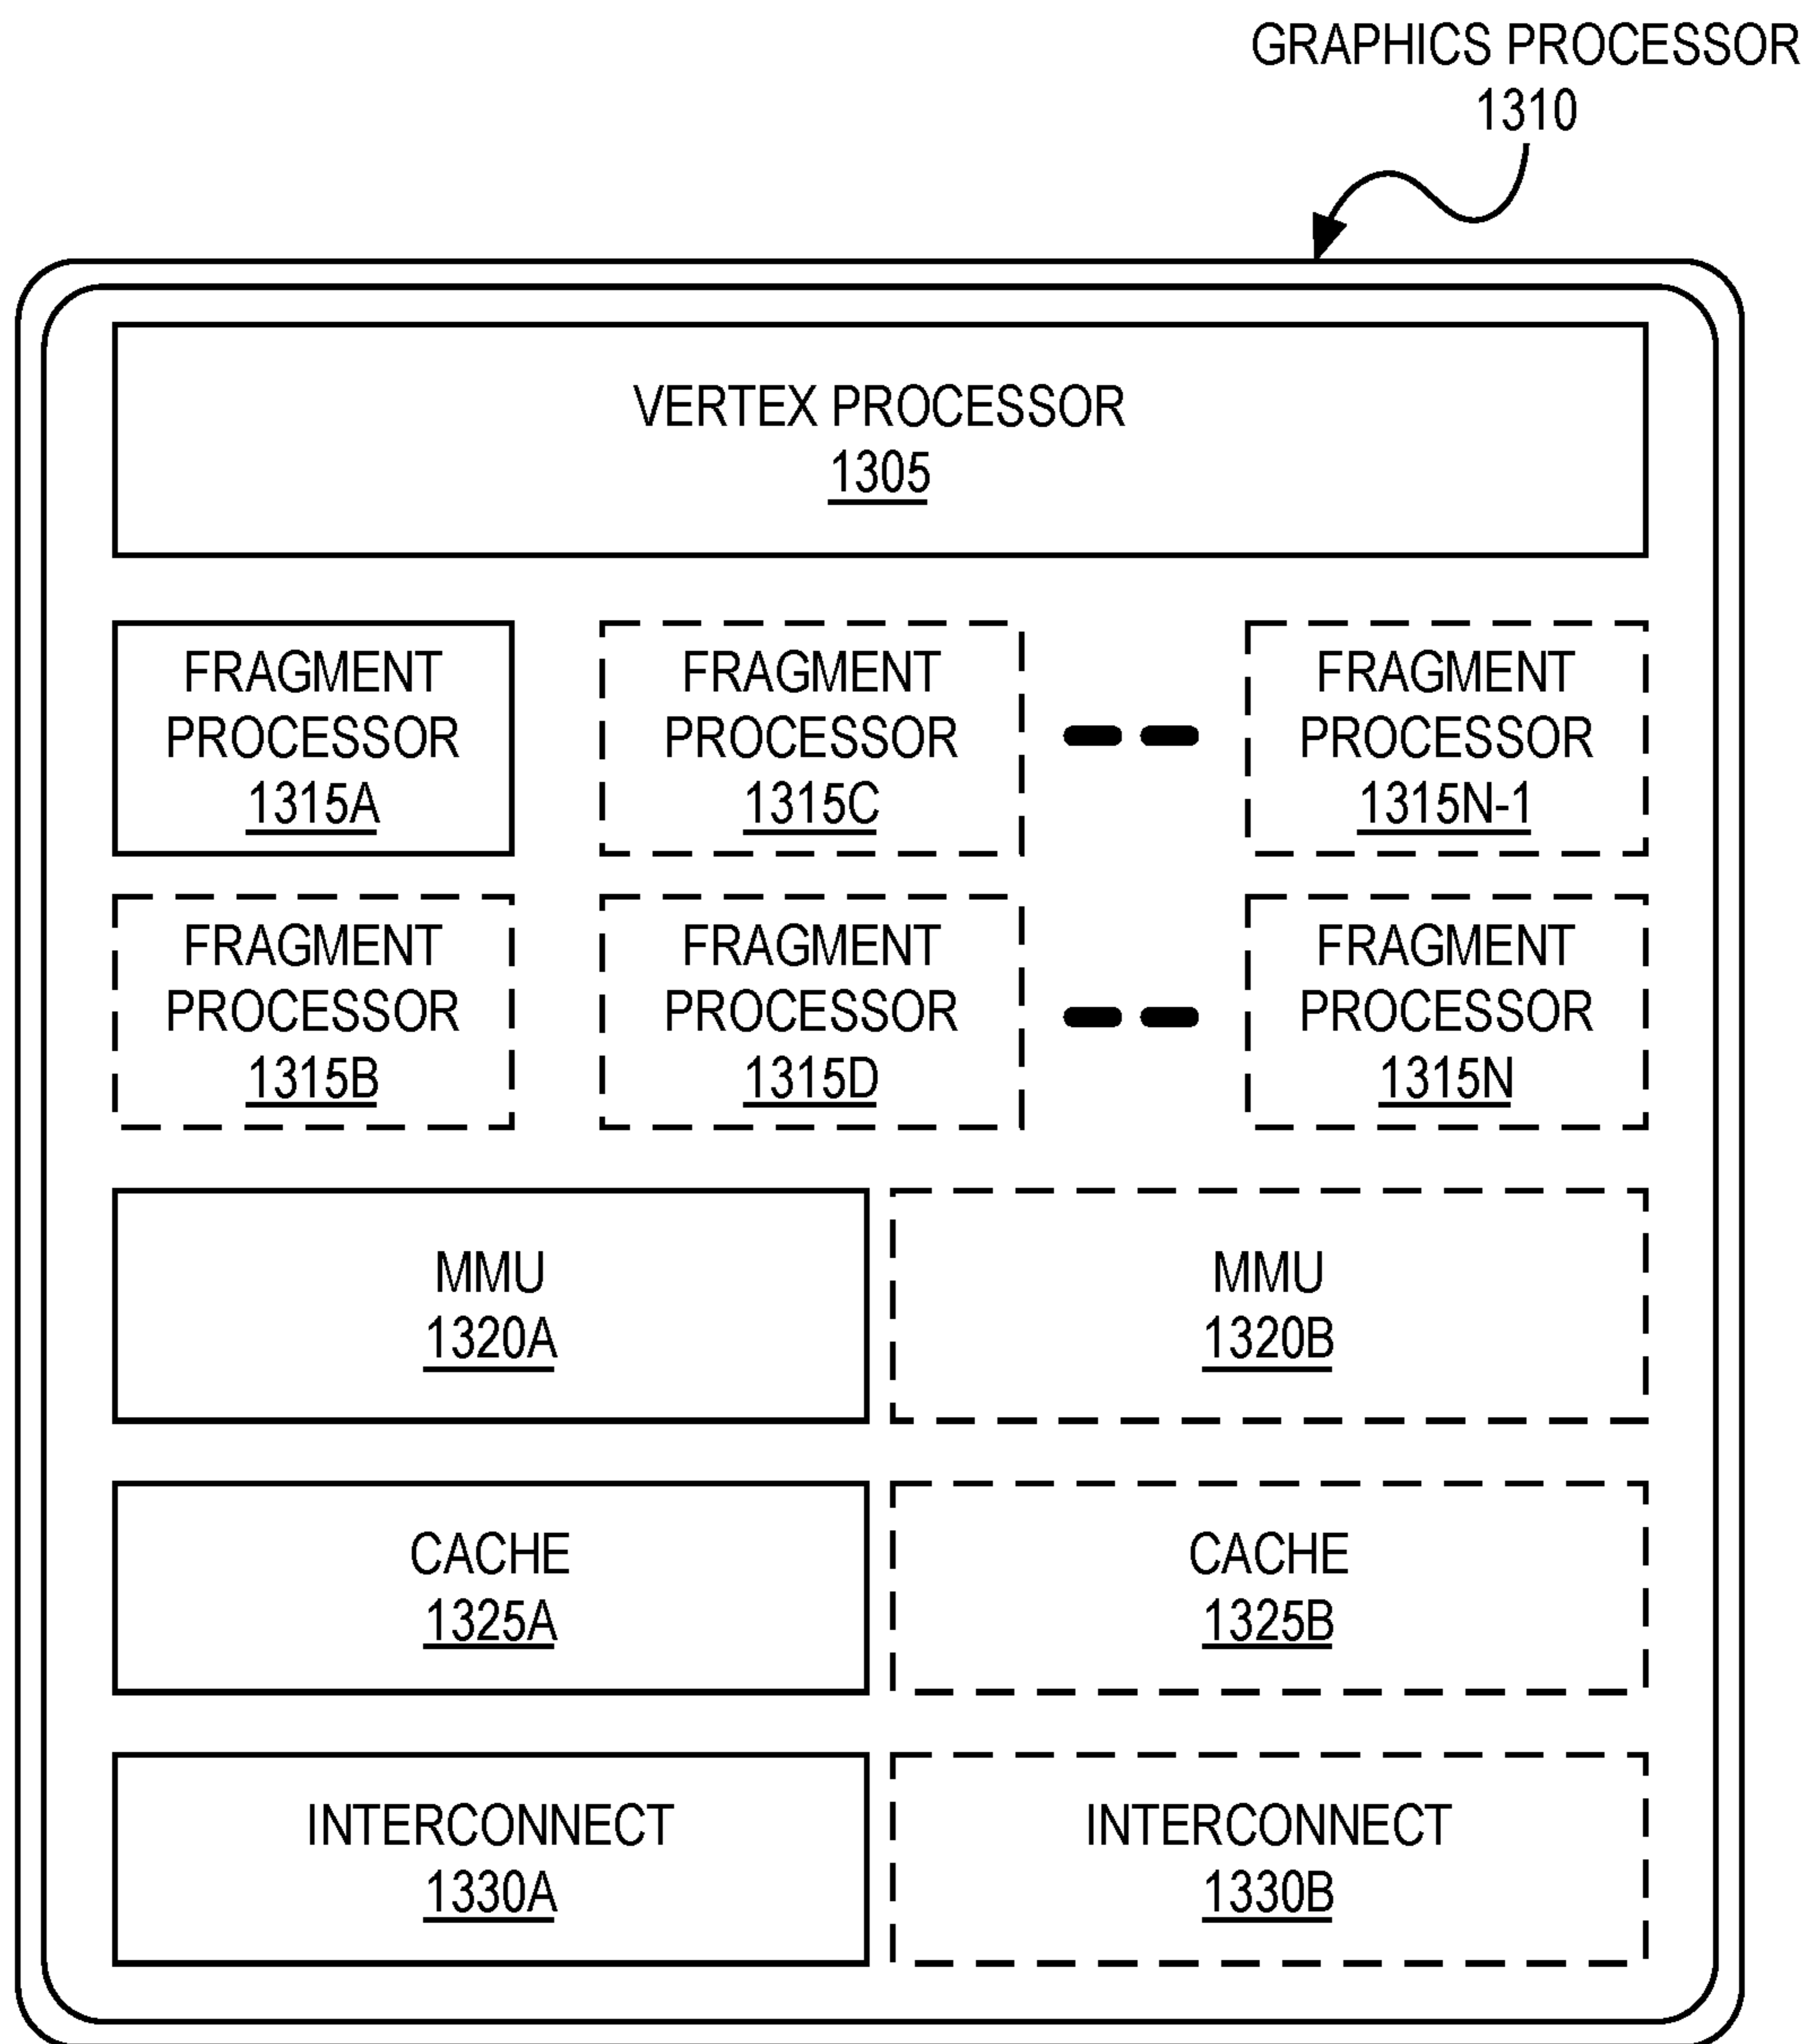 GRAPHICS PROCESSOR
1310
VERTEX PROCESSOR
1305
FRAGMENT
PROCESSOR
1315A
FRAGMENT
PROCESSOR
1315C
FRAGMENT
PROCESSOR
1315N-1
FRAGMENT
PROCESSOR
1315B
FRAGMENT
PROCESSOR
1315D
FRAGMENT
PROCESSOR
1315N
MMU
1320A
MMU
1320B
CACHE
1325A
CACHE
1325B
INTERCONNECT
1330A
INTERCONNECT
1330B